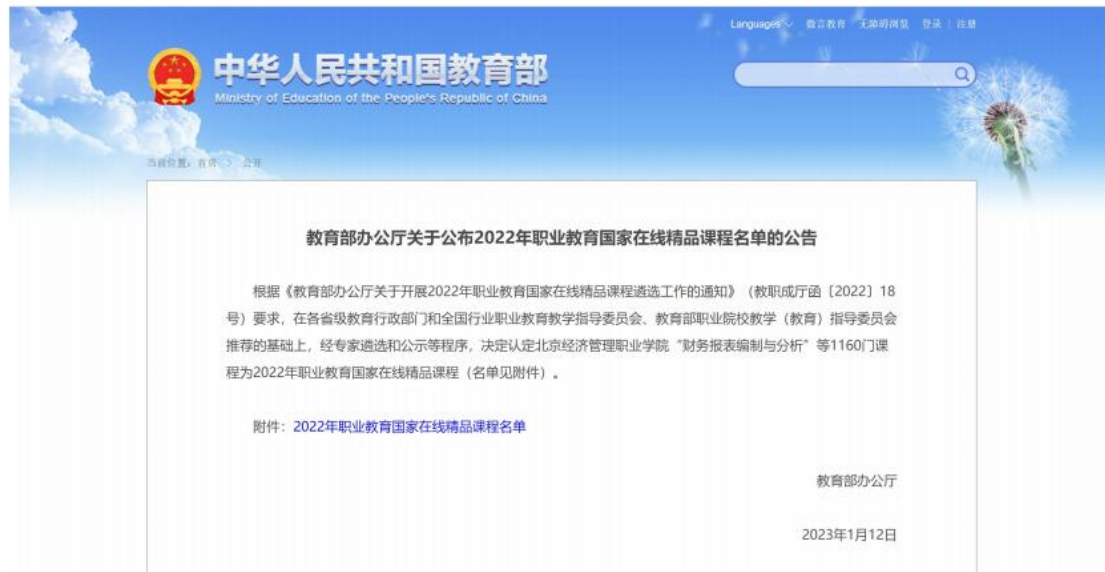 Languages 微言教育 无障碍浏览 登录 | 注册
中华人民共和国教育部
Ministry of Education of the People's Republic of China
当前位置：首页 > 公开
教育部办公厅关于公布2022年职业教育国家在线精品课程名单的公告
根据《教育部办公厅关于开展2022年职业教育国家在线精品课程遴选工作的通知》（教职成厅函〔2022〕18
号）要求，在各省级教育行政部门和全国行业职业教育教学指导委员会、教育部职业院校教学（教育）指导委员会
推荐的基础上，经专家遴选和公示等程序，决定认定北京经济管理职业学院“财务报表编制与分析”等1160门课
程为2022年职业教育国家在线精品课程（名单见附件）。
附件：2022年职业教育国家在线精品课程名单
教育部办公厅
2023年1月12日